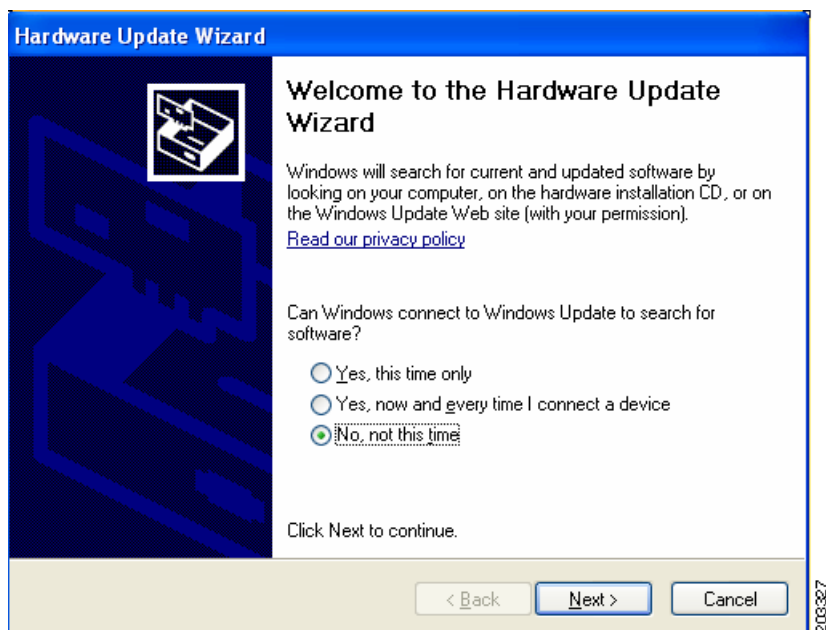 Hardware Update Wizard
Welcome to the Hardware Update
Wizard
Windows will search for current and updated software by
looking on your computer, on the hardware installation CD, or on
the Windows Update Web site (with your permission).
Read our privacy policy
Can Windows connect to Windows Update to search for
software?
Yes, this time only
Yes, now and every time I connect a device
No, not this time
Click Next to continue.
< Back
Next >
Cancel
203327